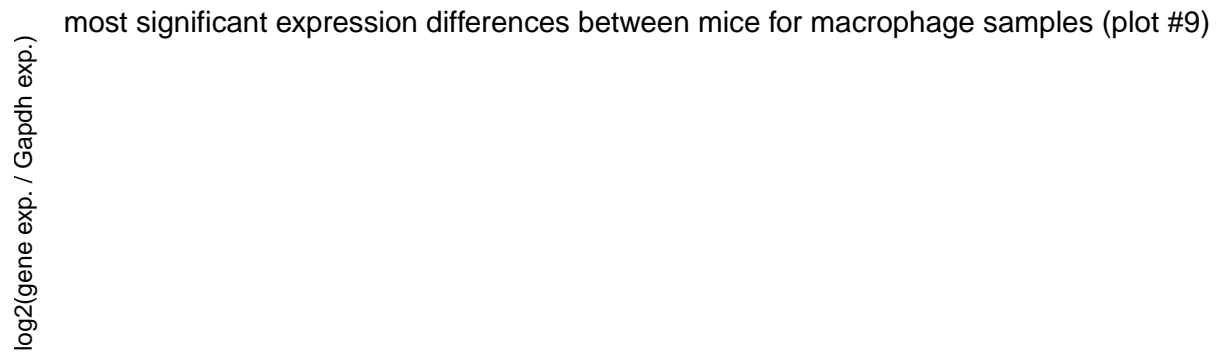 most significant expression differences between mice for macrophage samples (plot #9)
log2(gene exp. / Gapdh exp.)